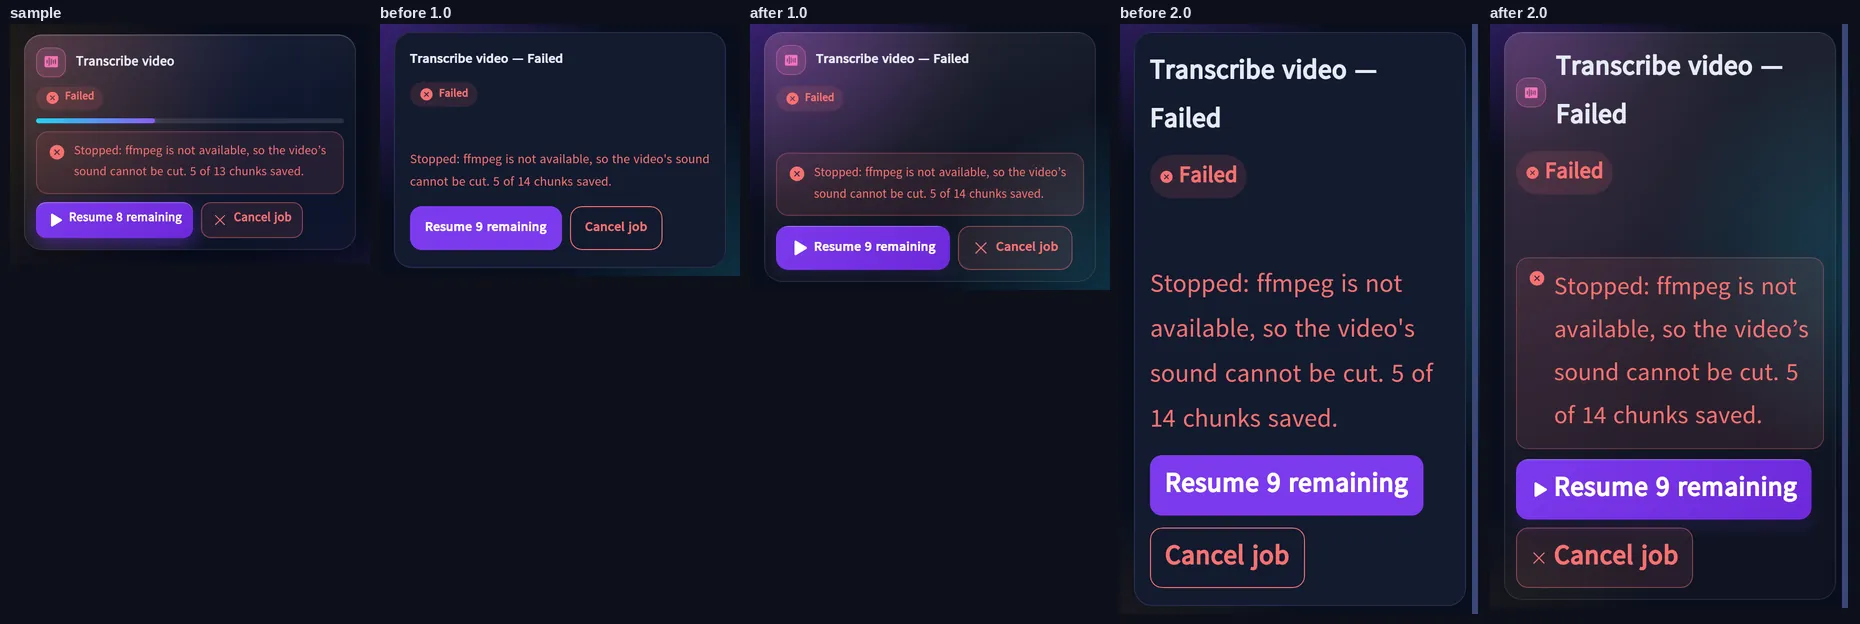 sample
Transcribe video
Failed
Stopped: ffmpeg is not available, so the video’s
sound cannot be cut. 5 of 13 chunks saved.
Resume 8 remaining
Cancel job
before 1.0
Transcribe video — Failed
Failed
Stopped: ffmpeg is not available, so the video's sound
cannot be cut. 5 of 14 chunks saved.
Resume 9 remaining
Cancel job
after 1.0
Transcribe video — Failed
Failed
Stopped: ffmpeg is not available, so the video’s
sound cannot be cut. 5 of 14 chunks saved.
Resume 9 remaining
Cancel job
before 2.0
Transcribe video —
Failed
Failed
Stopped: ffmpeg is not
available, so the video's
sound cannot be cut. 5 of
14 chunks saved.
Resume 9 remaining
Cancel job
after 2.0
Transcribe video —
Failed
Failed
Stopped: ffmpeg is not
available, so the video’s
sound cannot be cut. 5
of 14 chunks saved.
Resume 9 remaining
Cancel job